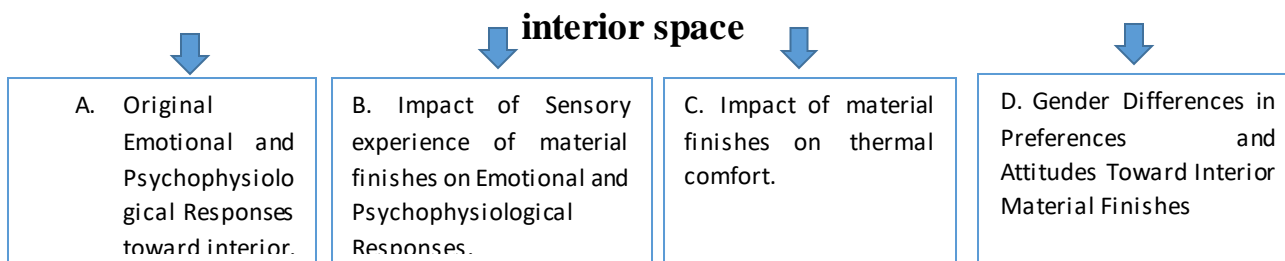 interior space
A. Original
Emotional and
Psychophysiolo
gical Responses
toward interior.
B. Impact of Sensory
experience of material
finishes on Emotional and
Psychophysiological
Responses.
C. Impact of material
finishes on thermal
comfort.
D. Gender Differences in
Preferences and
Attitudes Toward Interior
Material Finishes